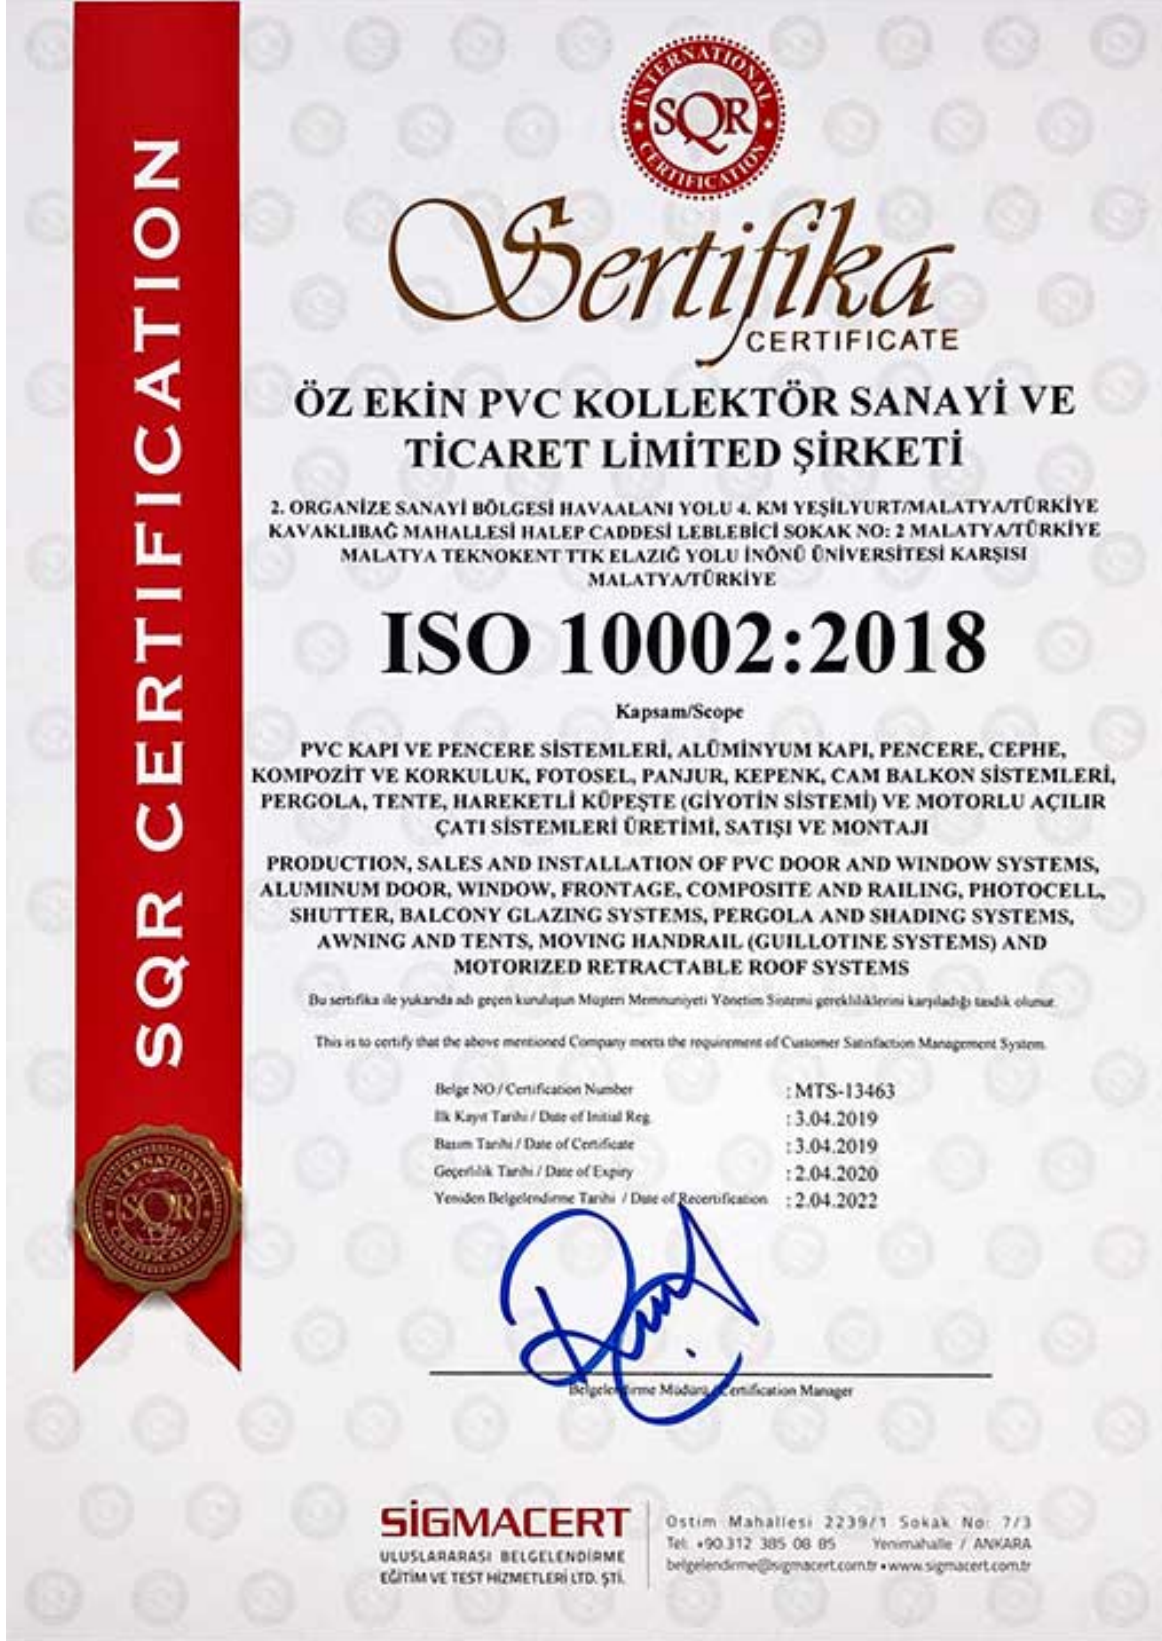 INTERNATIONAL
SQR
CERTIFICATION
Sertifika
CERTIFICATE
ÖZ EKİN PVC KOLLEKTÖR SANAYİ VE
TİCARET LİMİTED ŞİRKETİ
2. ORGANİZE SANAYİ BÖLGESİ HAVAALANI YOLU 4. KM YEŞİLYURT/MALATYA/TÜRKİYE
KAVAKLIBAĞ MAHALLESİ HALEP CADDESİ LEBLEBİCİ SOKAK NO: 2 MALATYA/TÜRKİYE
MALATYA TEKNOKENT TTK ELAZIĞ YOLU İNÖNÜ ÜNİVERSİTESİ KARŞISI
MALATYA/TÜRKİYE
ISO 10002:2018
Kapsam/Scope
PVC KAPI VE PENCERE SİSTEMLERİ, ALÜMİNYUM KAPI, PENCERE, CEPHE,
KOMPOZİT VE KORKULUK, FOTOSEL, PANJUR, KEPENK, CAM BALKON SİSTEMLERİ,
PERGOLA, TENTE, HAREKETLİ KÜPEŞTE (GİYOTİN SİSTEMİ) VE MOTORLU AÇILIR
ÇATI SİSTEMLERİ ÜRETİMİ, SATIŞI VE MONTAJI
PRODUCTION, SALES AND INSTALLATION OF PVC DOOR AND WINDOW SYSTEMS,
ALUMINUM DOOR, WINDOW, FRONTAGE, COMPOSITE AND RAILING, PHOTOCELL,
SHUTTER, BALCONY GLAZING SYSTEMS, PERGOLA AND SHADING SYSTEMS,
AWNING AND TENTS, MOVING HANDRAIL (GUILLOTINE SYSTEMS) AND
MOTORIZED RETRACTABLE ROOF SYSTEMS
Bu sertifika ile yukarıda adı geçen kuruluşun Müşteri Memnuniyeti Yönetim Sistemi gerekliliklerini karşıladığı tasdik olunur.
This is to certify that the above mentioned Company meets the requirement of Customer Satisfaction Management System.
Belge NO / Certification Number : MTS-13463
İlk Kayıt Tarihi / Date of Initial Reg. : 3.04.2019
Basım Tarihi / Date of Certificate : 3.04.2019
Geçerlilik Tarihi / Date of Expiry : 2.04.2020
Yeniden Belgelendirme Tarihi / Date of Recertification : 2.04.2022
Belgelendirme Müdürü / Certification Manager
SQR CERTIFICATION
INTERNATIONAL
SQR
CERTIFICATION
SİGMACERT
ULUSLARARASI BELGELENDİRME
EĞİTİM VE TEST HİZMETLERİ LTD. ŞTİ.
Ostim Mahallesi 2239/1 Sokak No: 7/3
Tel: +90.312 385 08 85 Yenimahalle / ANKARA
belgelendirme@sigmacert.com.tr • www.sigmacert.com.tr